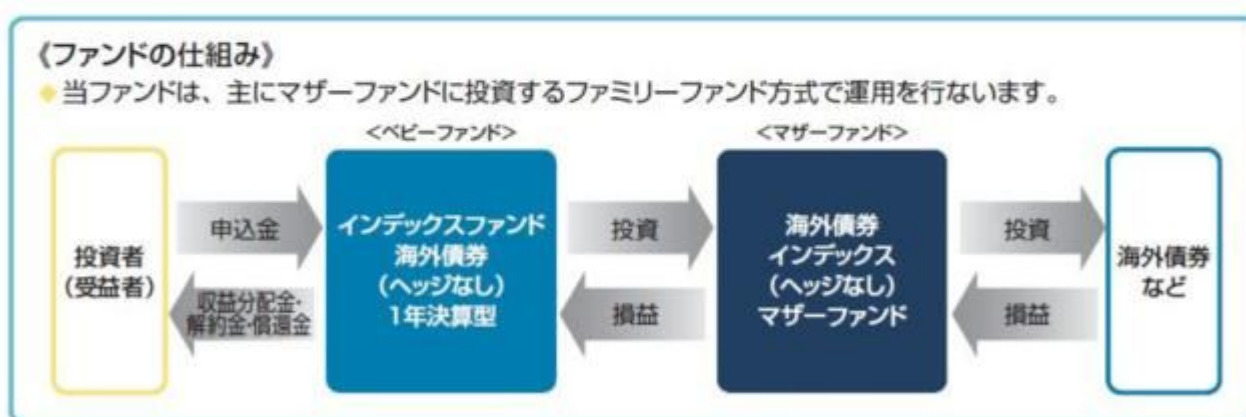 《ファンドの仕組み》
◆当ファンドは、主にマザーファンドに投資するファミリーファンド方式で運用を行ないます。
<ベビーファンド>
<マザーファンド>
投資者
(受益者)
申込金
収益分配金・
解約金・償還金
インデックスファンド
海外債券
(ヘッジなし)
1年決算型
投資
損益
海外債券
インデックス
(ヘッジなし)
マザーファンド
投資
損益
海外債券
など